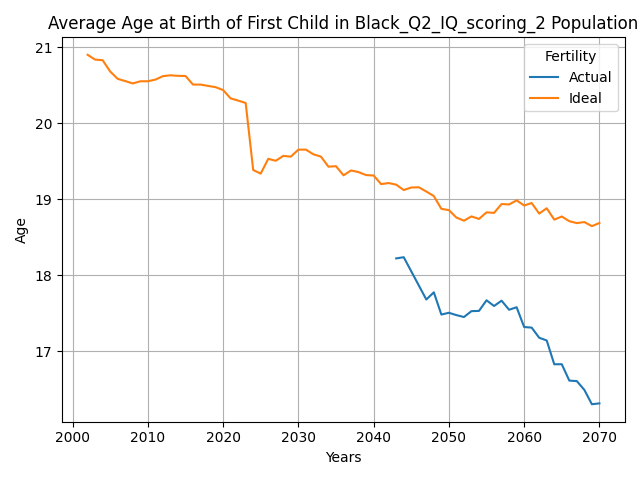 Average Age at Birth of First Child in Black_Q2_IQ_scoring_2 Population
21
20
19
18
17
Age
Fertility
Actual
Ideal
2000 2010 2020 2030 2040 2050 2060 2070
Years